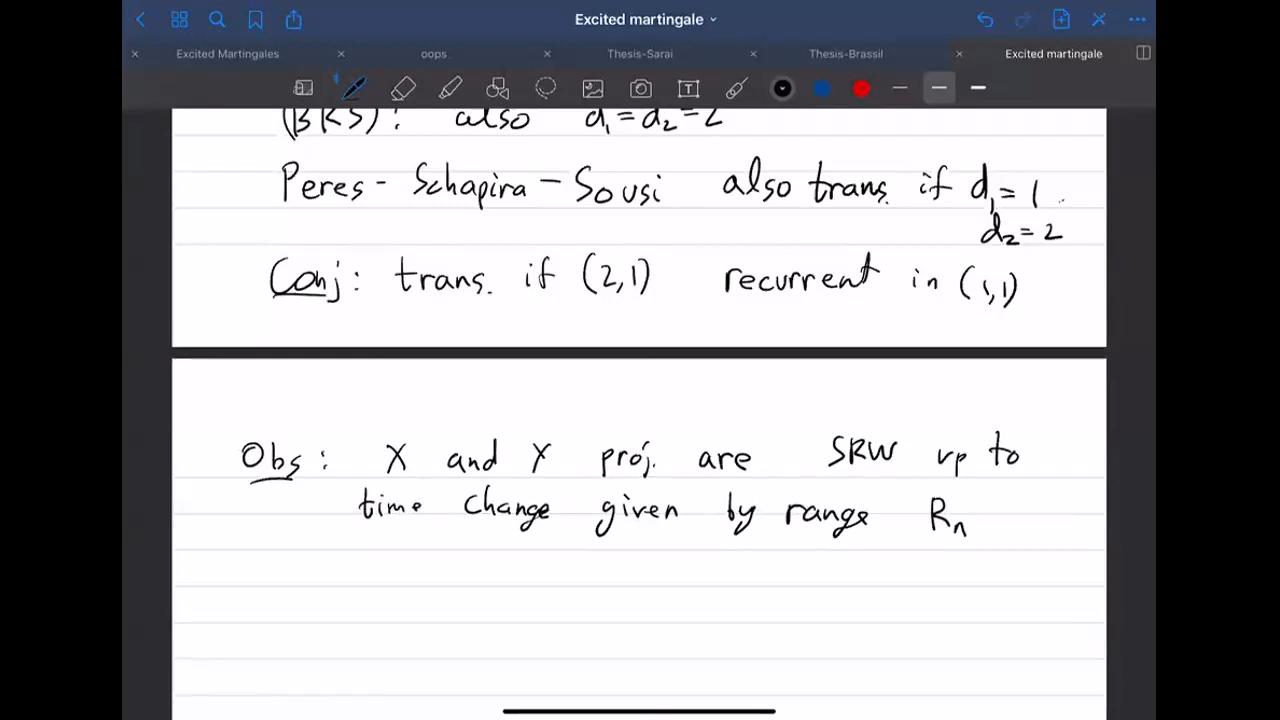 Excited martingale
Excited Martingales
oops
Thesis-Sarai
Thesis-Brassil
Excited martingale
(BKS): also d₁=d₂=2
Peres - Schapira - Sousi also trans. if d₁=1.
d₂=2
Conj: trans. if (2,1) recurrent in (1,1)
Obs: X and Y proj. are SRW up to
time change given by range Rₙ